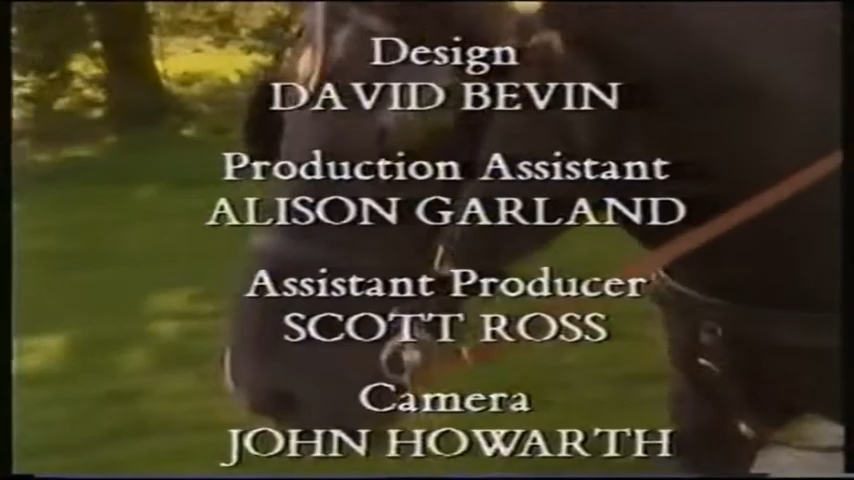 Design
DAVID BEVIN
Production Assistant
ALISON GARLAND
Assistant Producer
SCOTT ROSS
Camera
JOHN HOWARTH